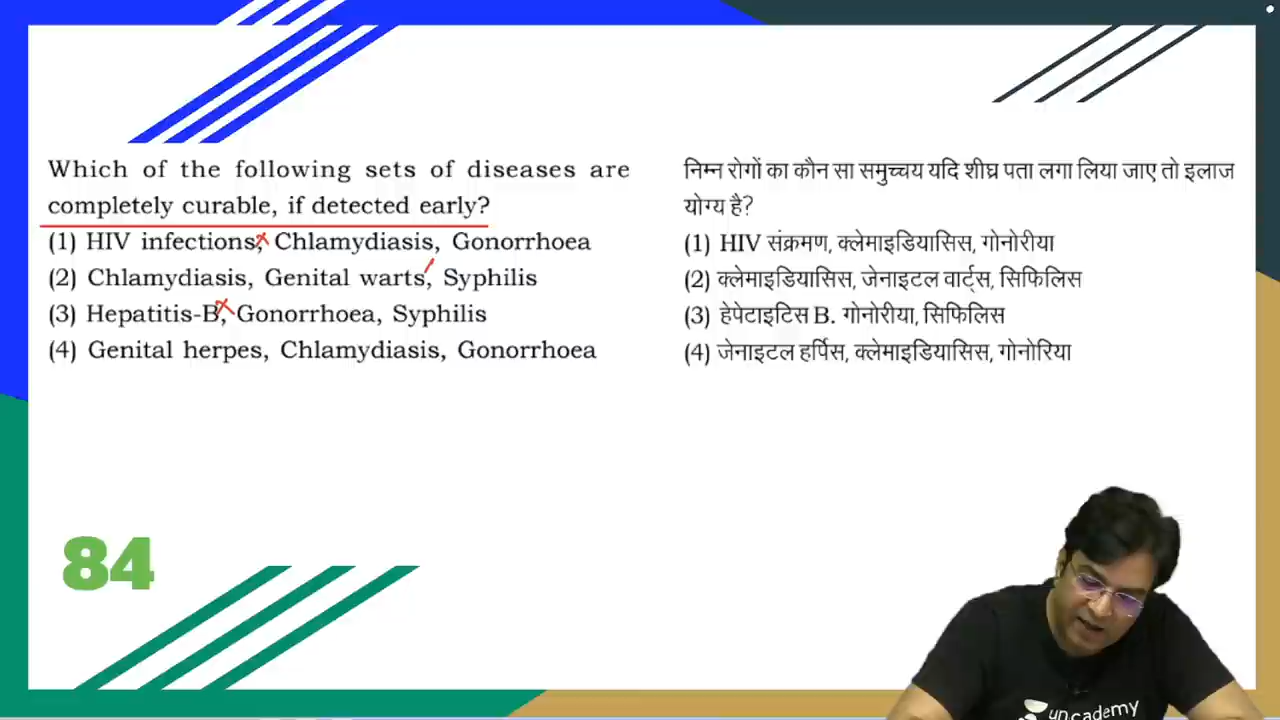 Which of the following sets of diseases are
completely curable, if detected early?
(1) HIV infections, Chlamydiasis, Gonorrhoea
(2) Chlamydiasis, Genital warts, Syphilis
(3) Hepatitis-B, Gonorrhoea, Syphilis
(4) Genital herpes, Chlamydiasis, Gonorrhoea
निम्न रोगों का कौन सा समुच्चय यदि शीघ्र पता लगा लिया जाए तो इलाज
योग्य है?
(1) HIV संक्रमण, क्लेमाइडियासिस, गोनोरीया
(2) क्लेमाइडियासिस, जेनाइटल वार्ट्स, सिफिलिस
(3) हेपेटाइटिस B. गोनोरीया, सिफिलिस
(4) जेनाइटल हर्पिस, क्लेमाइडियासिस, गोनोरिया
84
unacademy